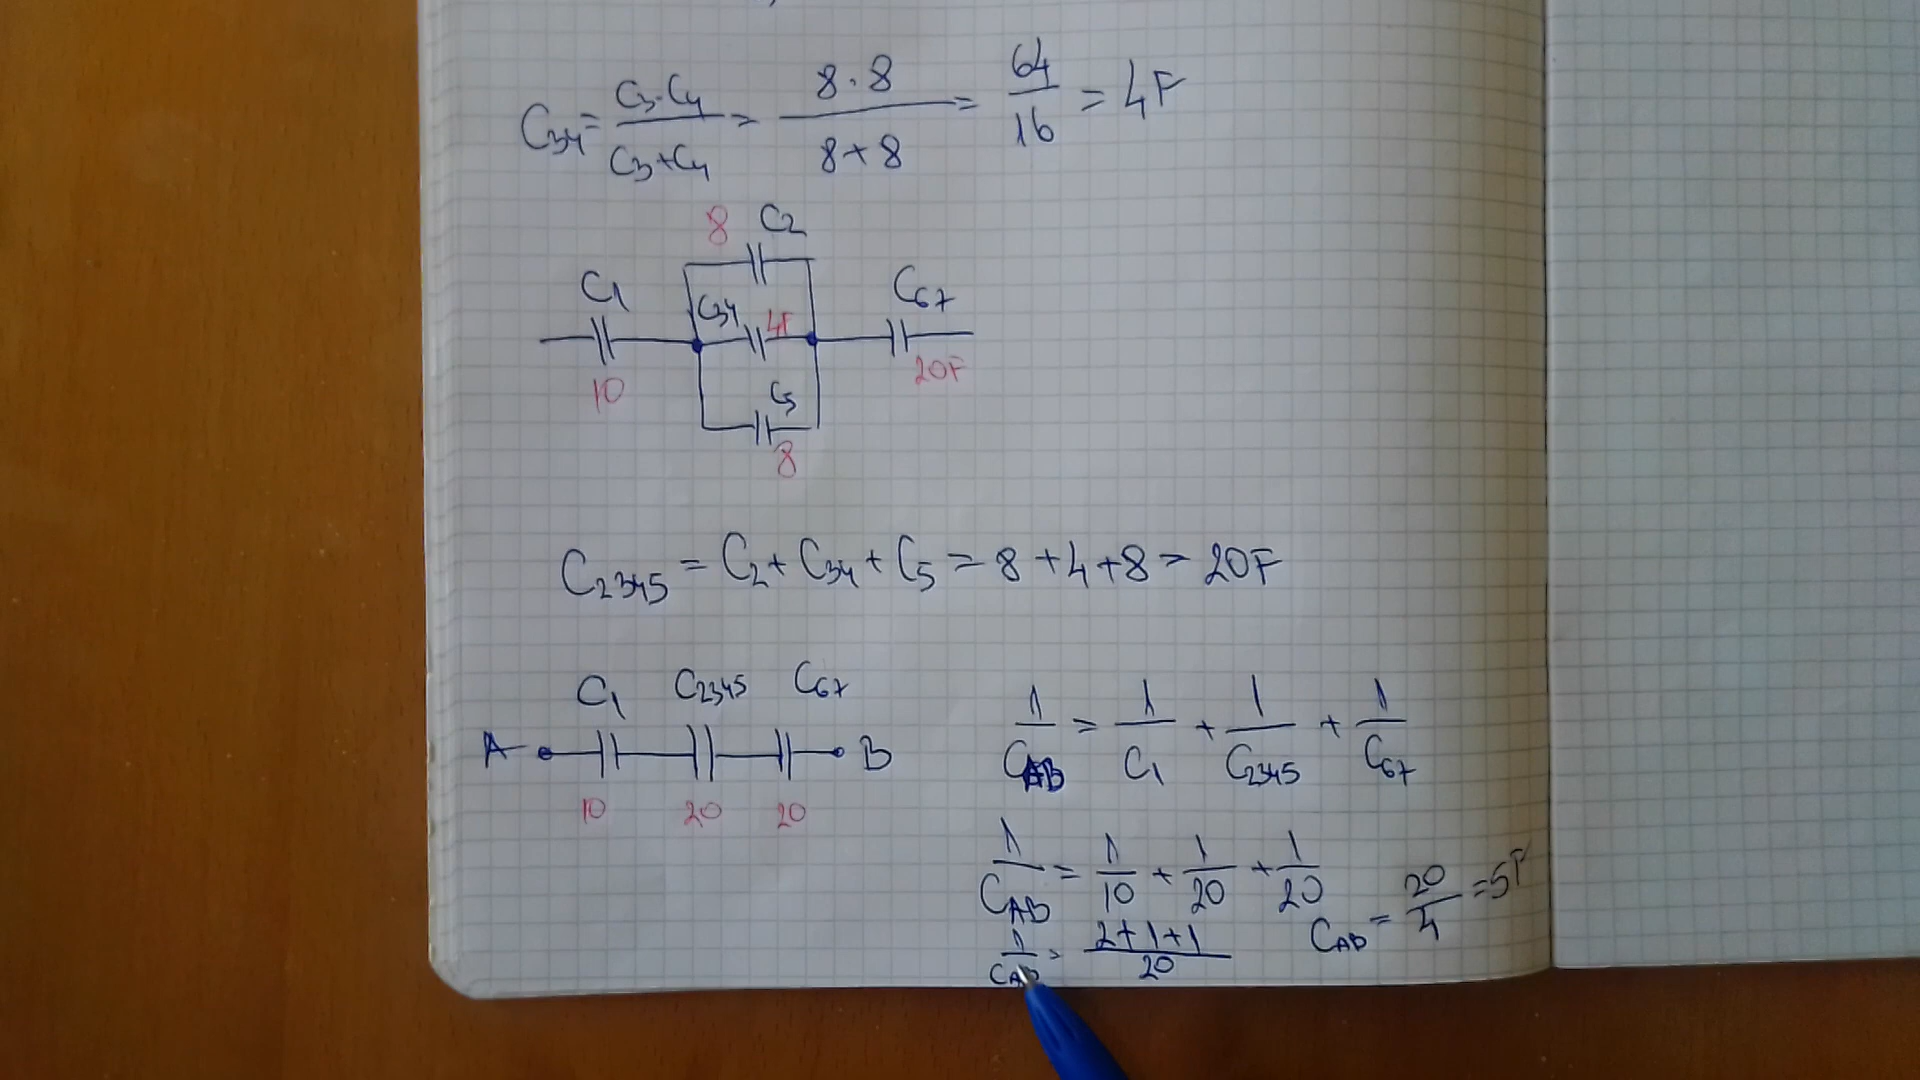 C34 = C3·C4 / C3+C4 = 8·8 / 8+8 = 64 / 16 = 4F
8 C2
C1 C34 4F C67
10 20F
C5
8
C2345 = C2 + C34 + C5 = 8 + 4 + 8 = 20F
C1 C2345 C67
A B
10 20 20
1 / CAB = 1 / C1 + 1 / C2345 + 1 / C67
1 / CAB = 1 / 10 + 1 / 20 + 1 / 20
1 / CAB = 2+1+1 / 20
CAB = 20 / 4 = 5F